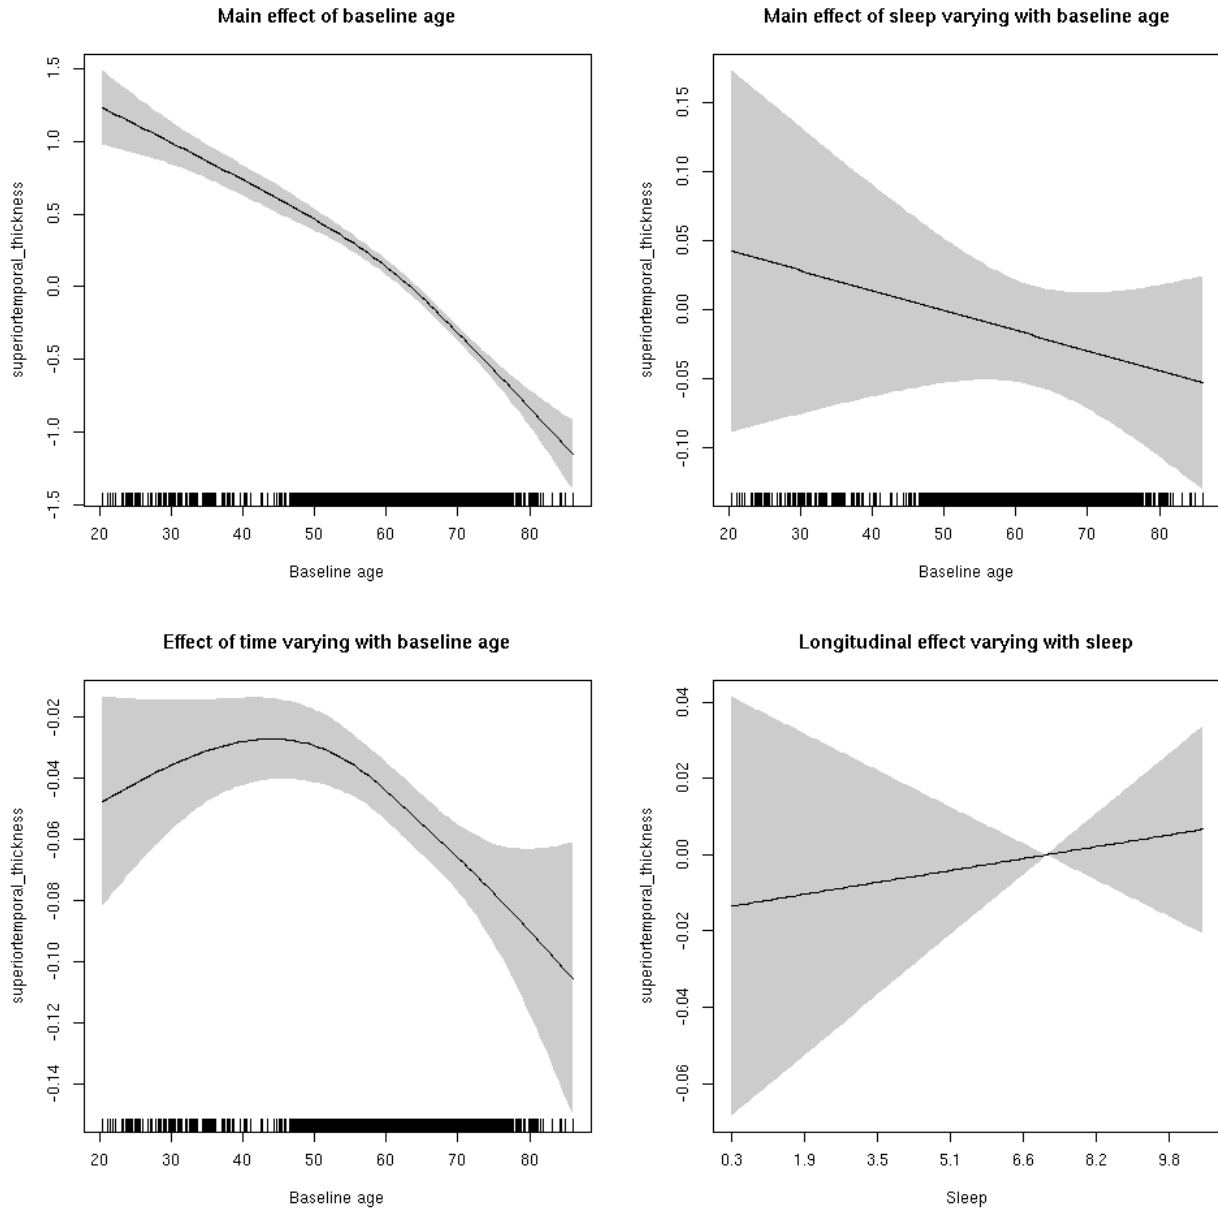 Main effect of baseline age
superiortemporal_thickness
1.5
1.0
0.5
0.0
-0.5
-1.0
-1.5
20 30 40 50 60 70 80
Baseline age
Main effect of sleep varying with baseline age
superiortemporal_thickness
0.15
0.10
0.05
0.00
-0.05
-0.10
20 30 40 50 60 70 80
Baseline age
Effect of time varying with baseline age
superiortemporal_thickness
-0.02
-0.04
-0.06
-0.08
-0.10
-0.12
-0.14
20 30 40 50 60 70 80
Baseline age
Longitudinal effect varying with sleep
superiortemporal_thickness
0.04
0.02
0.00
-0.02
-0.04
-0.06
0.3 1.9 3.5 5.1 6.6 8.2 9.8
Sleep